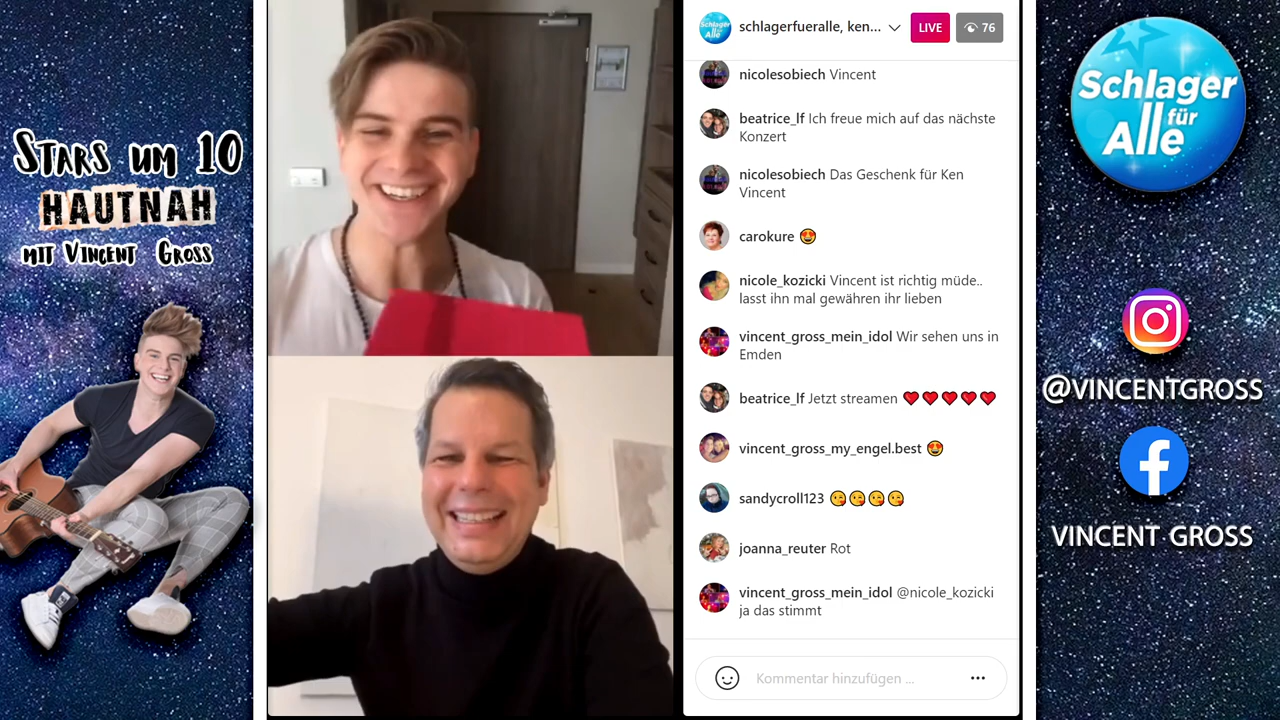 STARS UM 10
HAUTNAH
MIT VINCENT GROSS
schlagerfueralle, ken...
LIVE
76
nicolesobiech Vincent
beatrice_lf Ich freue mich auf das nächste
Konzert
nicolesobiech Das Geschenk für Ken
Vincent
carokure
nicole_kozicki Vincent ist richtig müde..
lasst ihn mal gewähren ihr lieben
vincent_gross_mein_idol Wir sehen uns in
Emden
beatrice_lf Jetzt streamen
vincent_gross_my_engel.best
sandycroll123
joanna_reuter Rot
vincent_gross_mein_idol @nicole_kozicki
ja das stimmt
Kommentar hinzufügen ...
Schlager
für
Alle
@VINCENTGROSS
VINCENT GROSS